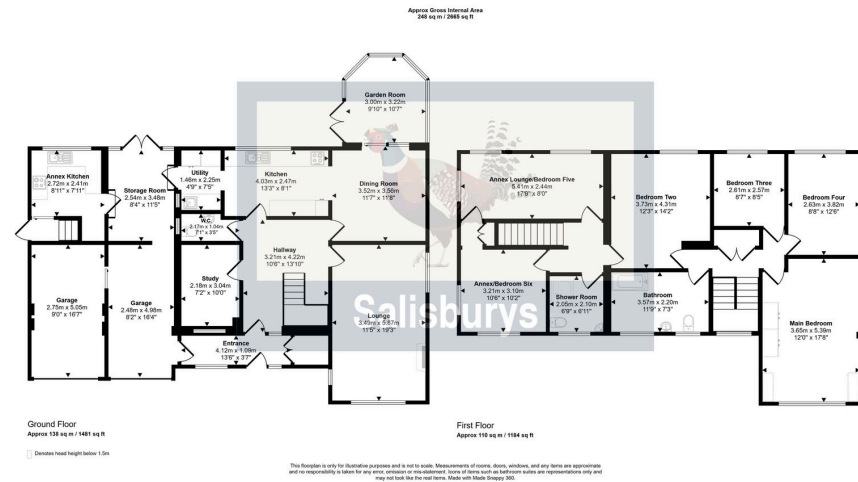 Approx Gross Internal Area
248 sq m / 2665 sq ft
Garden Room
3.00m x 3.22m
9'10" x 10'7"
Annex Kitchen
2.72m x 2.41m
8'11" x 7'11"
Storage Room
2.54m x 3.48m
8'4" x 11'5"
Utility
1.46m x 2.25m
4'9" x 7'5"
Kitchen
4.03m x 2.47m
13'3" x 8'1"
Dining Room
3.52m x 3.56m
11'7" x 11'8"
W.C.
2.17m x 1.04m
7'1" x 3'5"
Hallway
3.21m x 4.22m
10'6" x 13'10"
Study
2.18m x 3.04m
7'2" x 10'0"
Garage
2.75m x 5.05m
9'0" x 16'7"
Garage
2.48m x 4.98m
8'2" x 16'4"
Lounge
3.49m x 5.87m
11'5" x 19'3"
Entrance
4.12m x 1.09m
13'6" x 3'7"
Annex Lounge/Bedroom Five
5.41m x 2.44m
17'9" x 8'0"
Bedroom Two
3.73m x 4.31m
12'3" x 14'2"
Bedroom Three
2.61m x 2.57m
6'7" x 8'5"
Bedroom Four
2.63m x 3.82m
8'8" x 12'6"
Annex/Bedroom Six
3.21m x 3.10m
10'6" x 10'2"
Shower Room
2.05m x 2.10m
6'9" x 6'11"
Bathroom
3.57m x 2.20m
11'9" x 7'3"
Main Bedroom
3.65m x 5.39m
12'0" x 17'8"
Salisburys
Ground Floor
Approx 138 sq m / 1481 sq ft
First Floor
Approx 110 sq m / 1184 sq ft
Denotes head height below 1.5m
This floorplan is only for illustrative purposes and is not to scale. Measurements of rooms, doors, windows, and any items are approximate
and no responsibility is taken for any error, omission or mis-statement. Icons of items such as bathroom suites are representations only and
may not look like the real items. Made with Made Snappy 360.